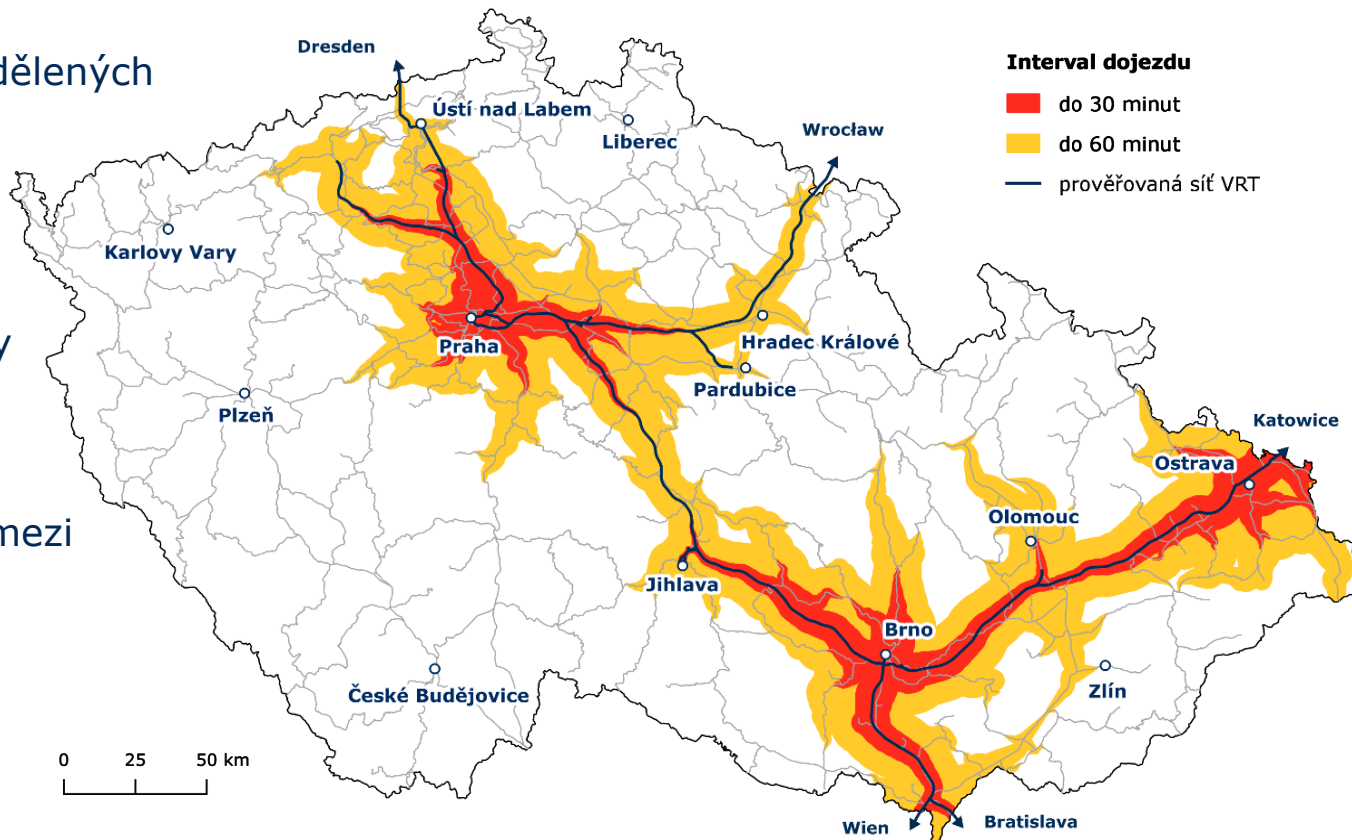 dělených
y
mezi
Interval dojezdu
do 30 minut
do 60 minut
prověřovaná síť VRT
Dresden
Ústí nad Labem
Liberec
Wrocław
Karlovy Vary
Praha
Hradec Králové
Pardubice
Plzeň
Katowice
Ostrava
Olomouc
Jihlava
Brno
Zlín
České Budějovice
0 25 50 km
Wien
Bratislava